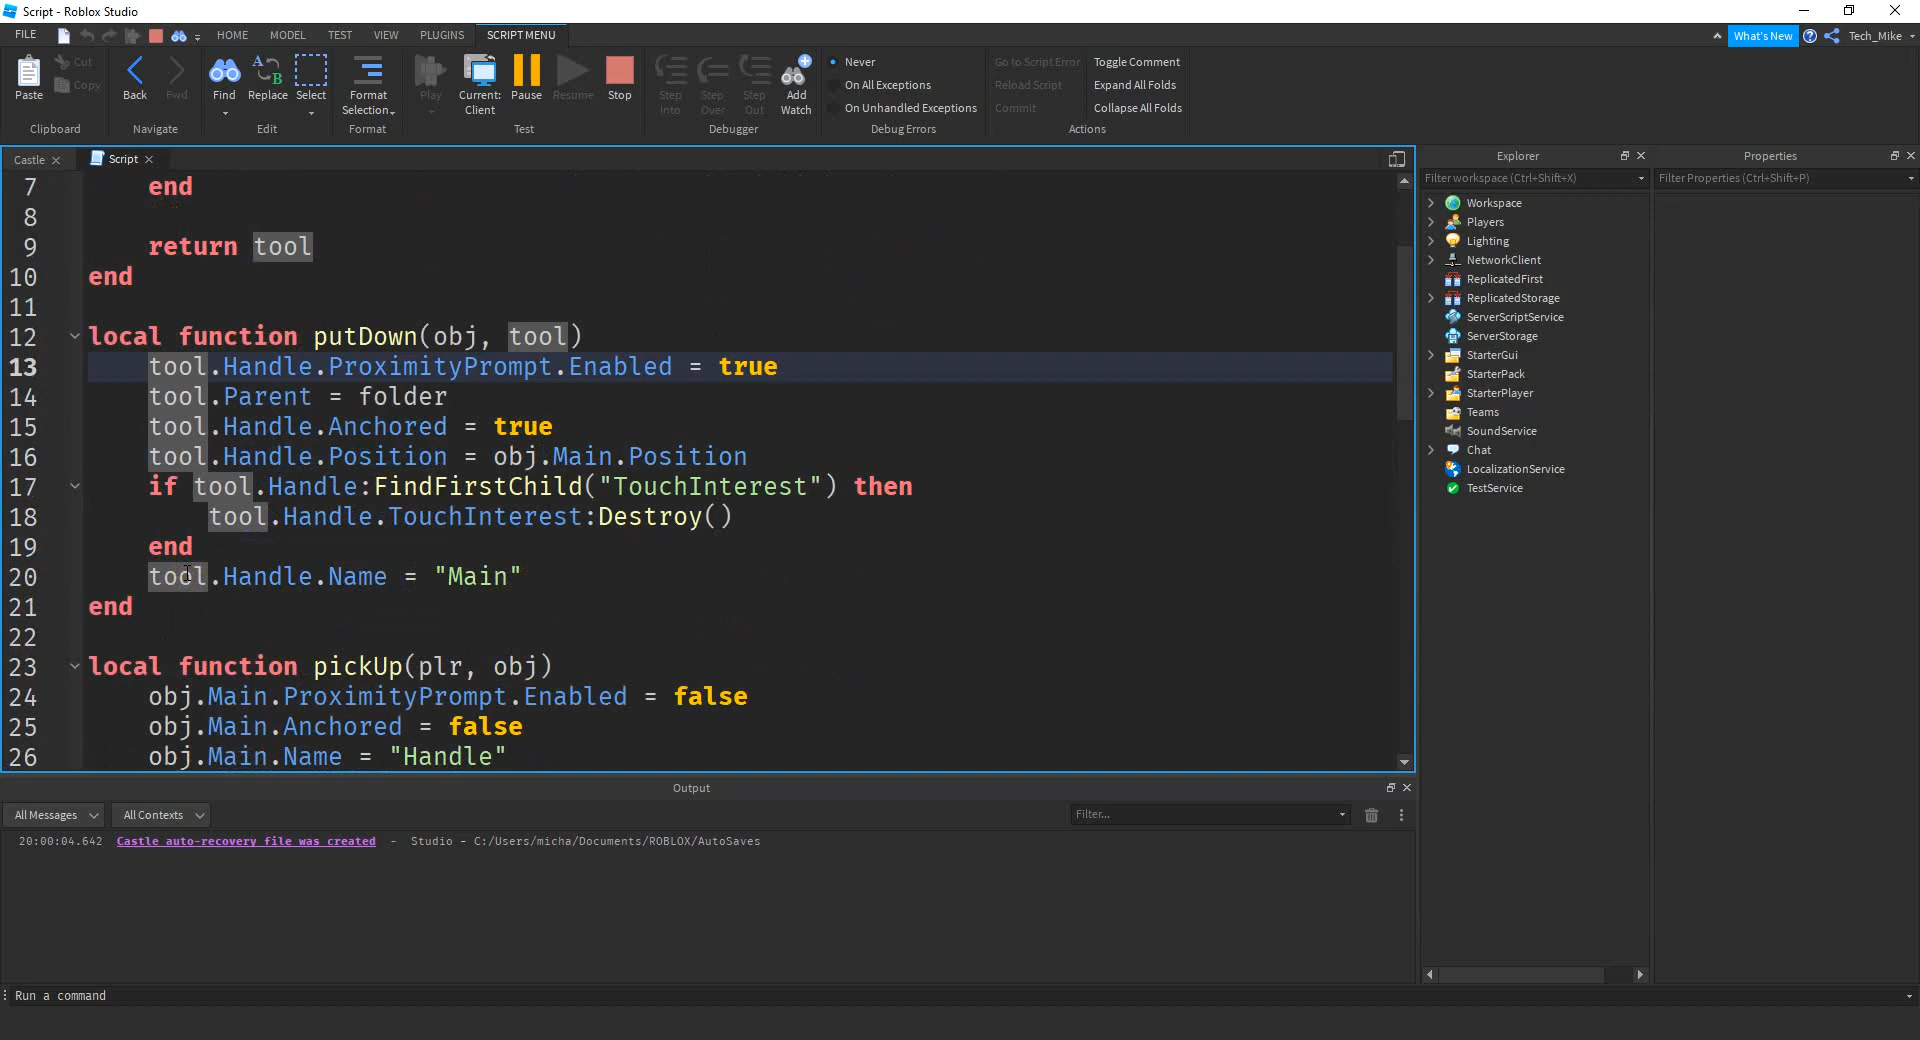 Script - Roblox Studio
FILE HOME MODEL TEST VIEW PLUGINS SCRIPT MENU What's New Tech_Mike
Paste Cut Copy Back Fwd Find Replace Select Format Selection Play Current: Client Pause Resume Stop Step Into Step Over Step Out Add Watch
Never
On All Exceptions
On Unhandled Exceptions
Go to Script Error
Reload Script
Commit
Toggle Comment
Expand All Folds
Collapse All Folds
Clipboard Navigate Edit Format Test Debugger Debug Errors Actions
Castle Script
7 end
8
9 return tool
10 end
11
12 local function putDown(obj, tool)
13 tool.Handle.ProximityPrompt.Enabled = true
14 tool.Parent = folder
15 tool.Handle.Anchored = true
16 tool.Handle.Position = obj.Main.Position
17 if tool.Handle:FindFirstChild("TouchInterest") then
18 tool.Handle.TouchInterest:Destroy()
19 end
20 tool.Handle.Name = "Main"
21 end
22
23 local function pickUp(plr, obj)
24 obj.Main.ProximityPrompt.Enabled = false
25 obj.Main.Anchored = false
26 obj.Main.Name = "Handle"
Explorer
Filter workspace (Ctrl+Shift+X)
Workspace
Players
Lighting
NetworkClient
ReplicatedFirst
ReplicatedStorage
ServerScriptService
ServerStorage
StarterGui
StarterPack
StarterPlayer
Teams
SoundService
Chat
LocalizationService
TestService
Properties
Filter Properties (Ctrl+Shift+P)
Output
All Messages All Contexts Filter...
20:00:04.642 Castle auto-recovery file was created - Studio - C:/Users/micha/Documents/ROBLOX/AutoSaves
Run a command